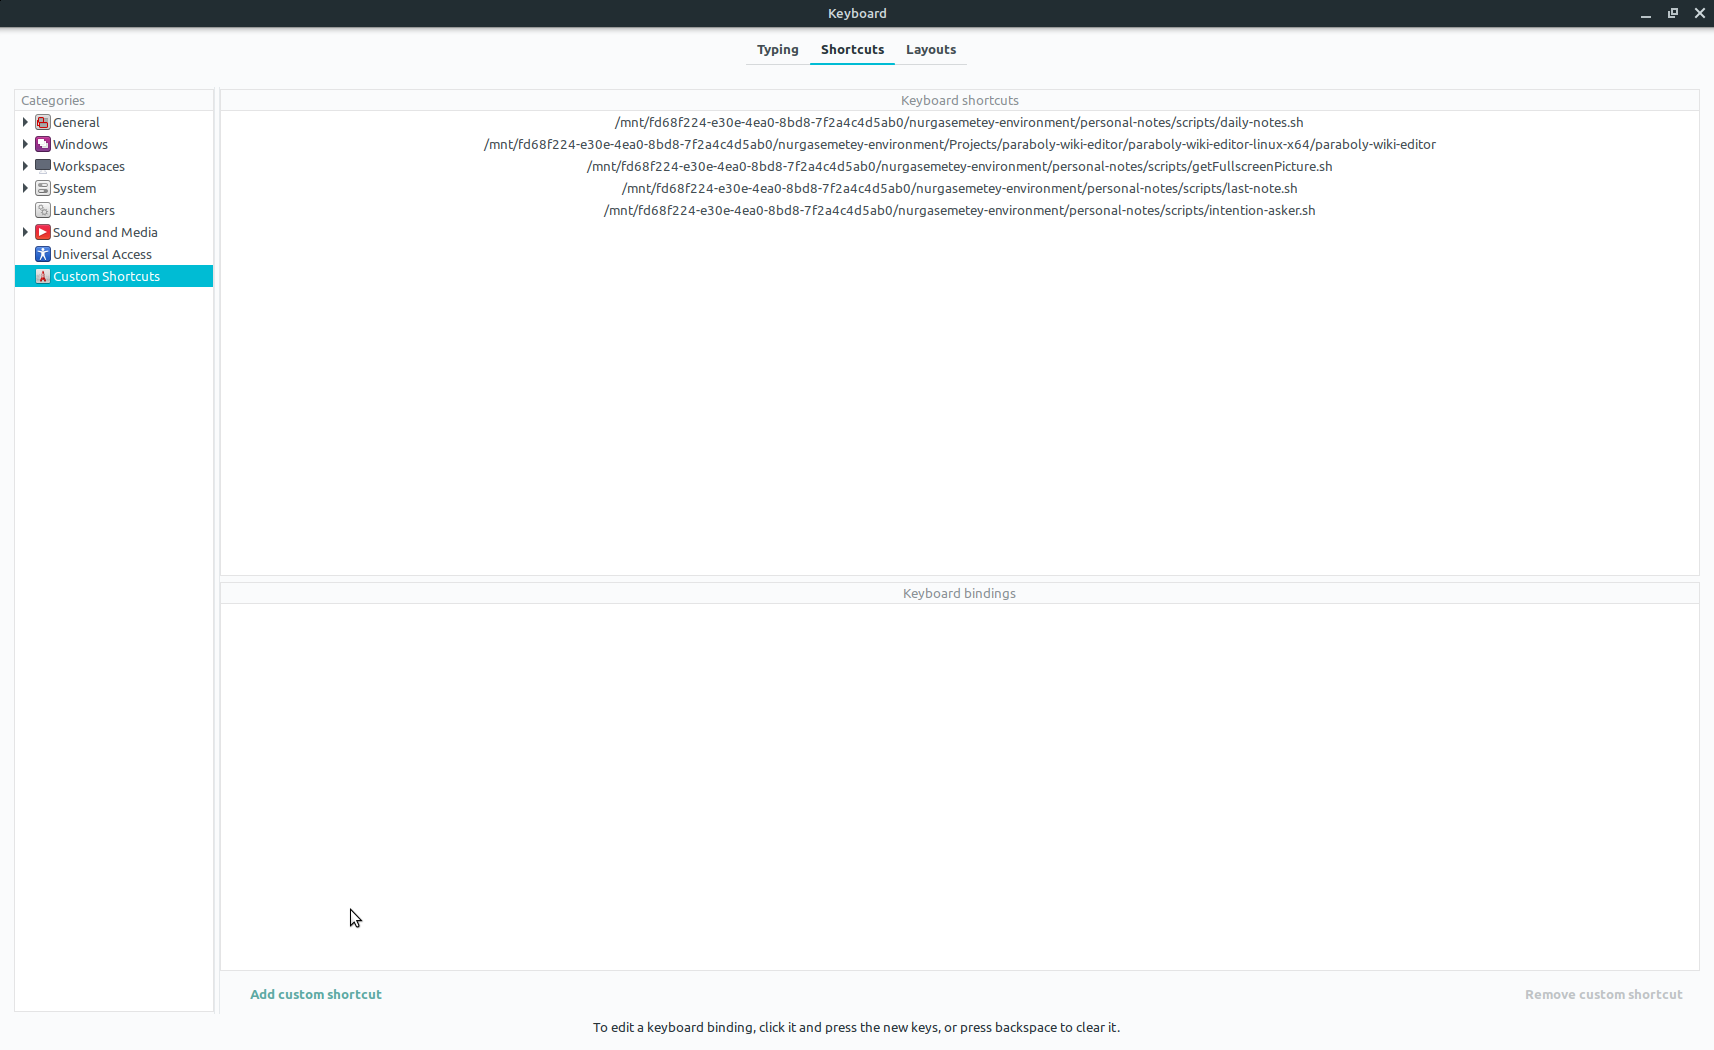 Keyboard
Typing Shortcuts Layouts
Categories
General
Windows
Workspaces
System
Launchers
Sound and Media
Universal Access
Custom Shortcuts
Keyboard shortcuts
/mnt/fd68f224-e30e-4ea0-8bd8-7f2a4c4d5ab0/nurgasemetey-environment/personal-notes/scripts/daily-notes.sh
/mnt/fd68f224-e30e-4ea0-8bd8-7f2a4c4d5ab0/nurgasemetey-environment/Projects/paraboly-wiki-editor/paraboly-wiki-editor-linux-x64/paraboly-wiki-editor
/mnt/fd68f224-e30e-4ea0-8bd8-7f2a4c4d5ab0/nurgasemetey-environment/personal-notes/scripts/getFullscreenPicture.sh
/mnt/fd68f224-e30e-4ea0-8bd8-7f2a4c4d5ab0/nurgasemetey-environment/personal-notes/scripts/last-note.sh
/mnt/fd68f224-e30e-4ea0-8bd8-7f2a4c4d5ab0/nurgasemetey-environment/personal-notes/scripts/intention-asker.sh
Keyboard bindings
Add custom shortcut Remove custom shortcut
To edit a keyboard binding, click it and press the new keys, or press backspace to clear it.